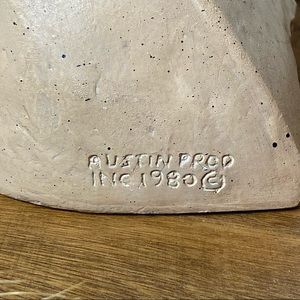 AUSTIN PROD
INC 1980 ©